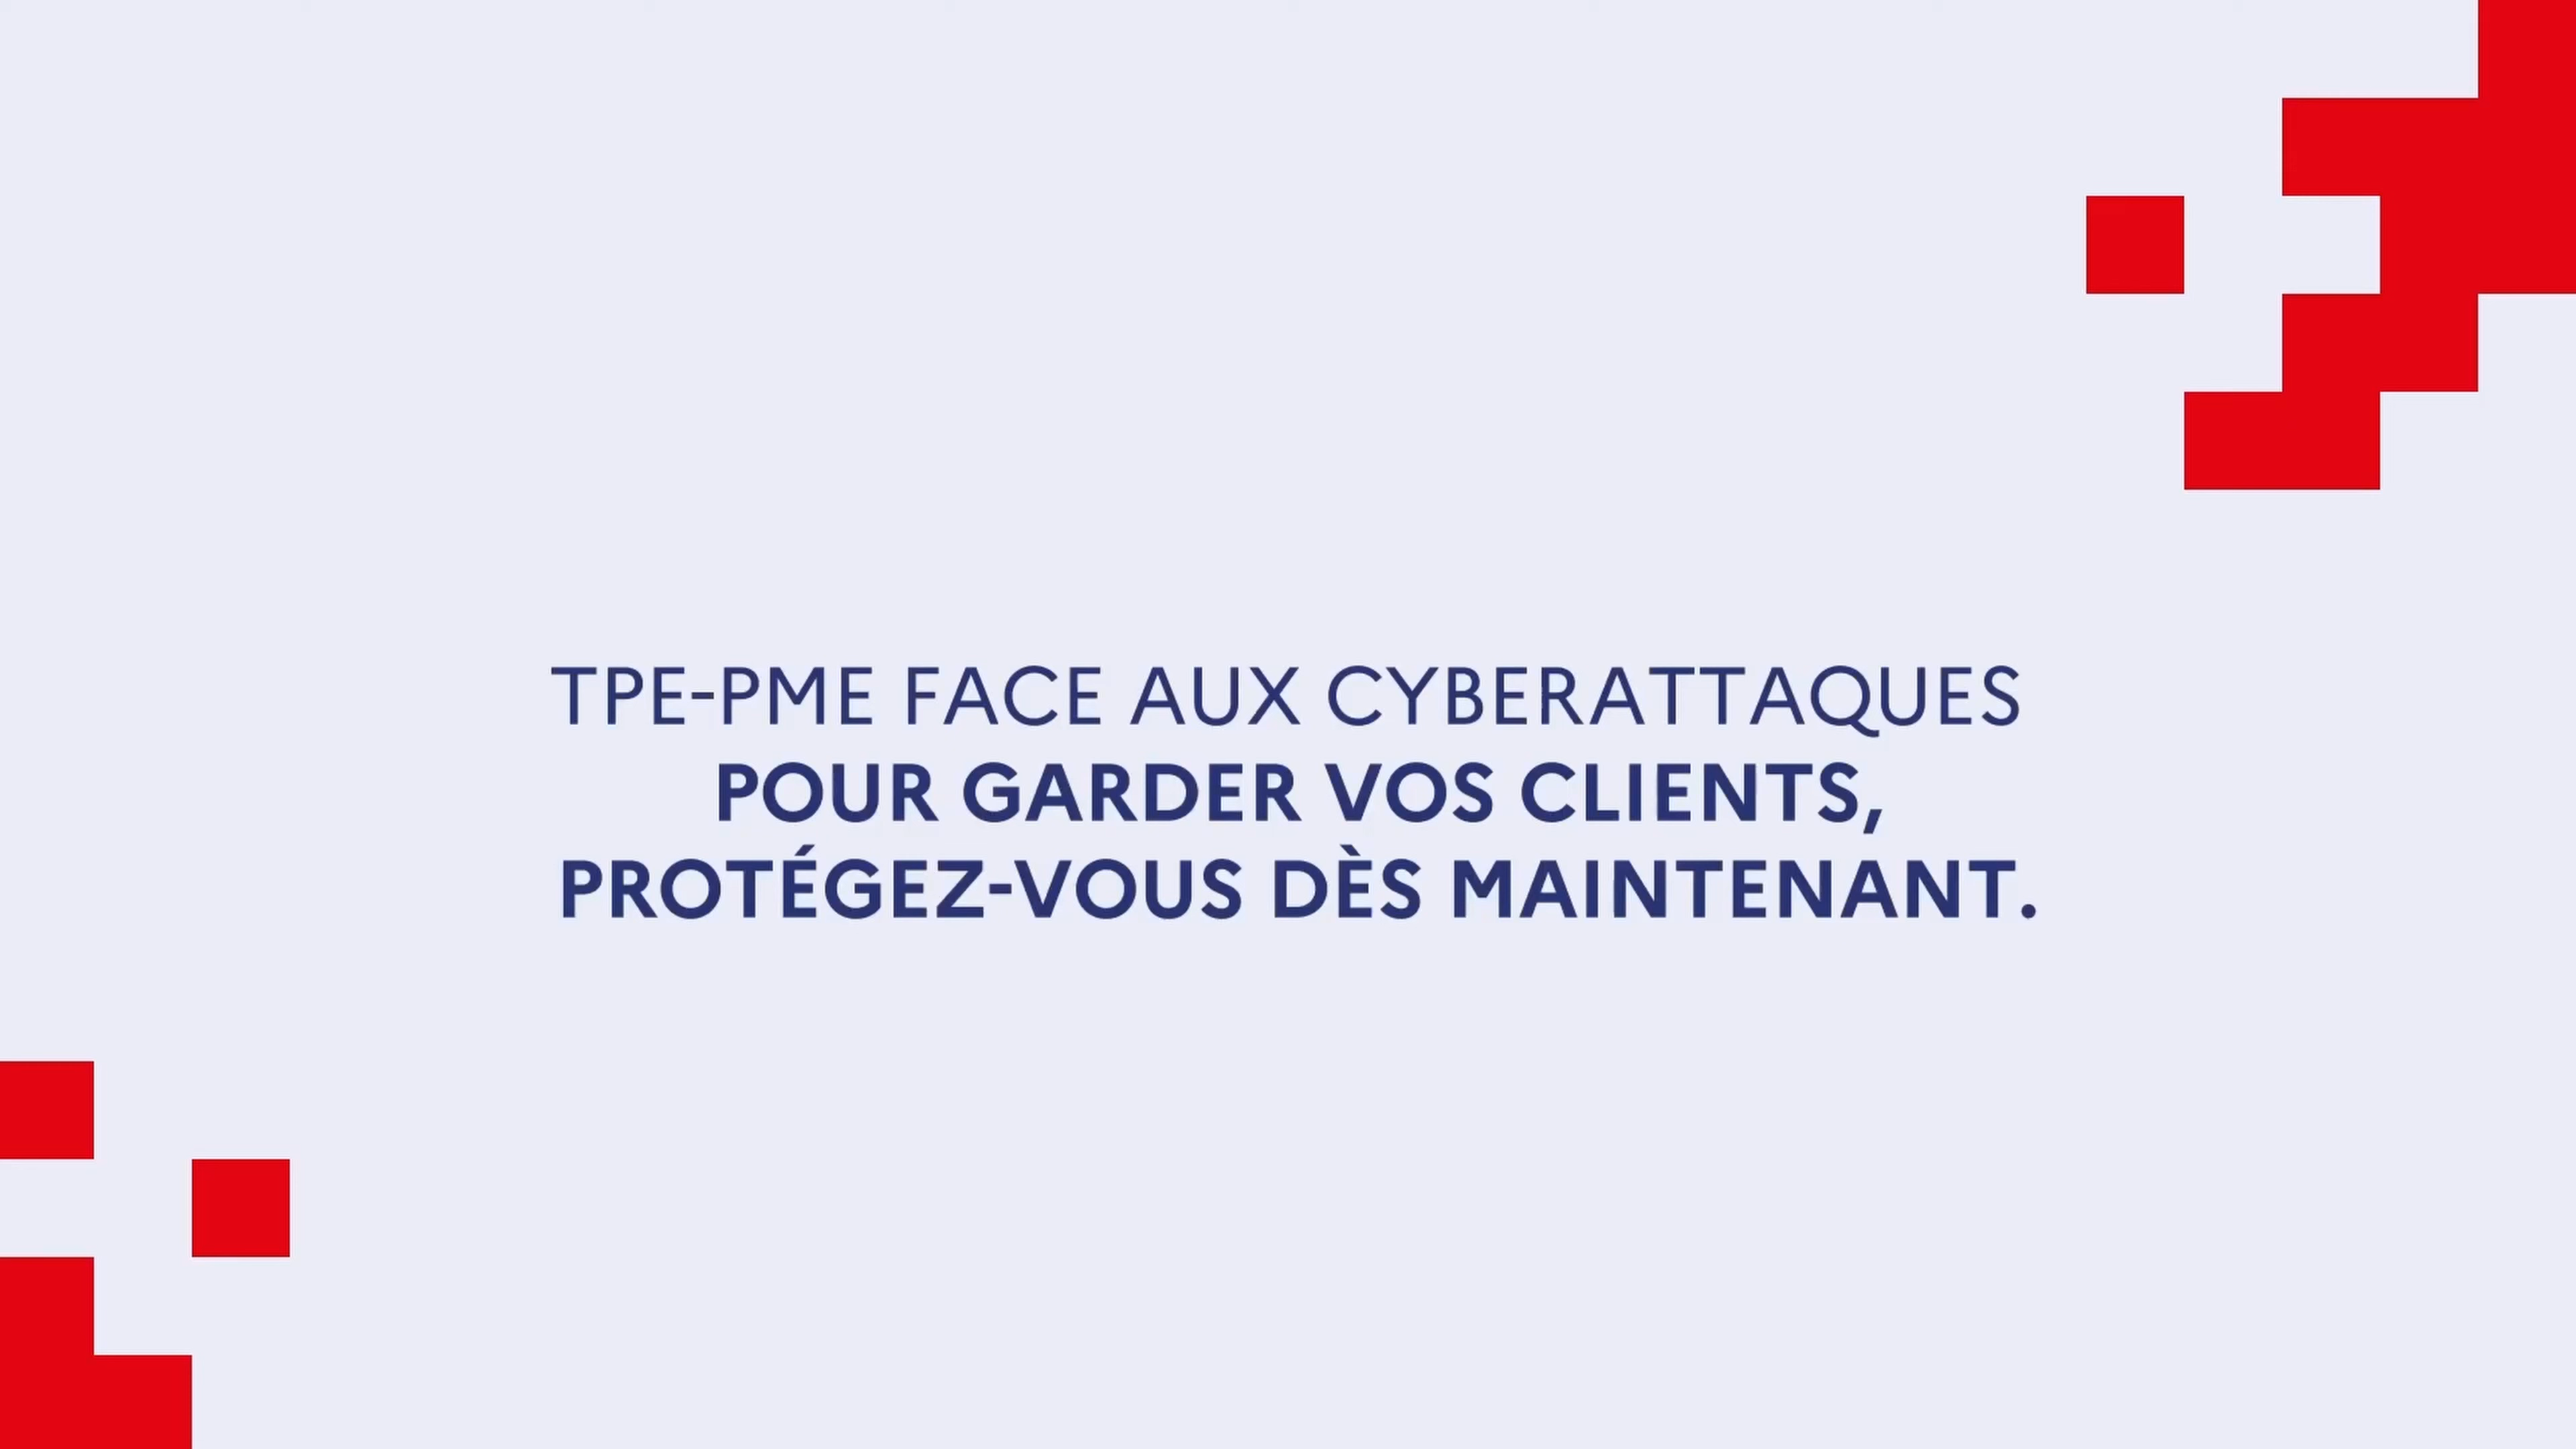 TPE-PME FACE AUX CYBERATTAQUES
POUR GARDER VOS CLIENTS,
PROTÉGEZ-VOUS DÈS MAINTENANT.